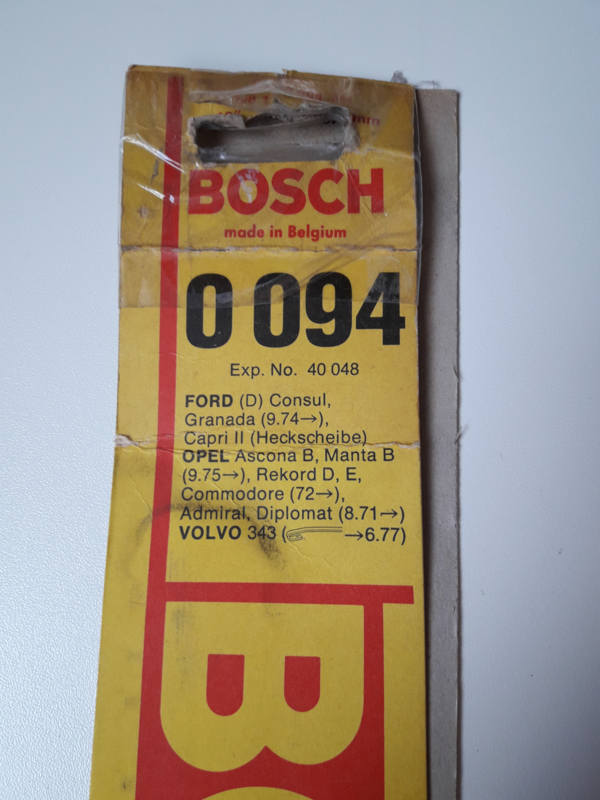 mm
BOSCH
made in Belgium
0 094
Exp. No. 40 048
FORD (D) Consul,
Granada (9.74→),
Capri II (Heckscheibe)
OPEL Ascona B, Manta B
(9.75→), Rekord D, E,
Commodore (72→),
Admiral, Diplomat (8.71→)
VOLVO 343 ( →6.77)